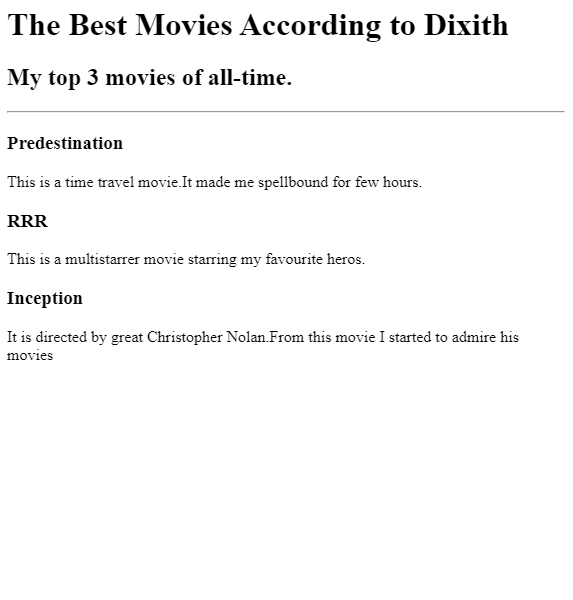 The Best Movies According to Dixith
My top 3 movies of all-time.
Predestination
This is a time travel movie.It made me spellbound for few hours.
RRR
This is a multistarrer movie starring my favourite heros.
Inception
It is directed by great Christopher Nolan.From this movie I started to admire his
movies